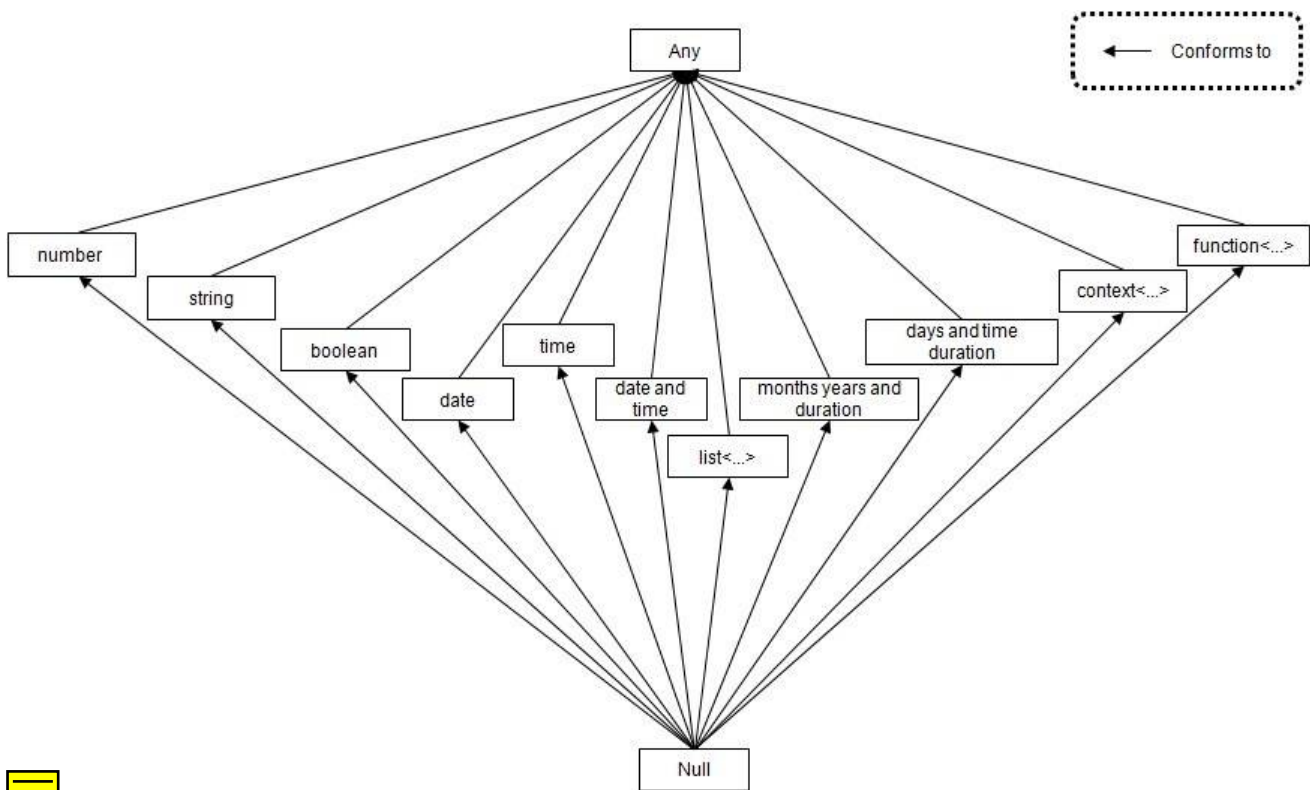 Any
Conforms to
number
string
boolean
date
time
date and
time
list<...>
months years and
duration
days and time
duration
context<...>
function<...>
Null